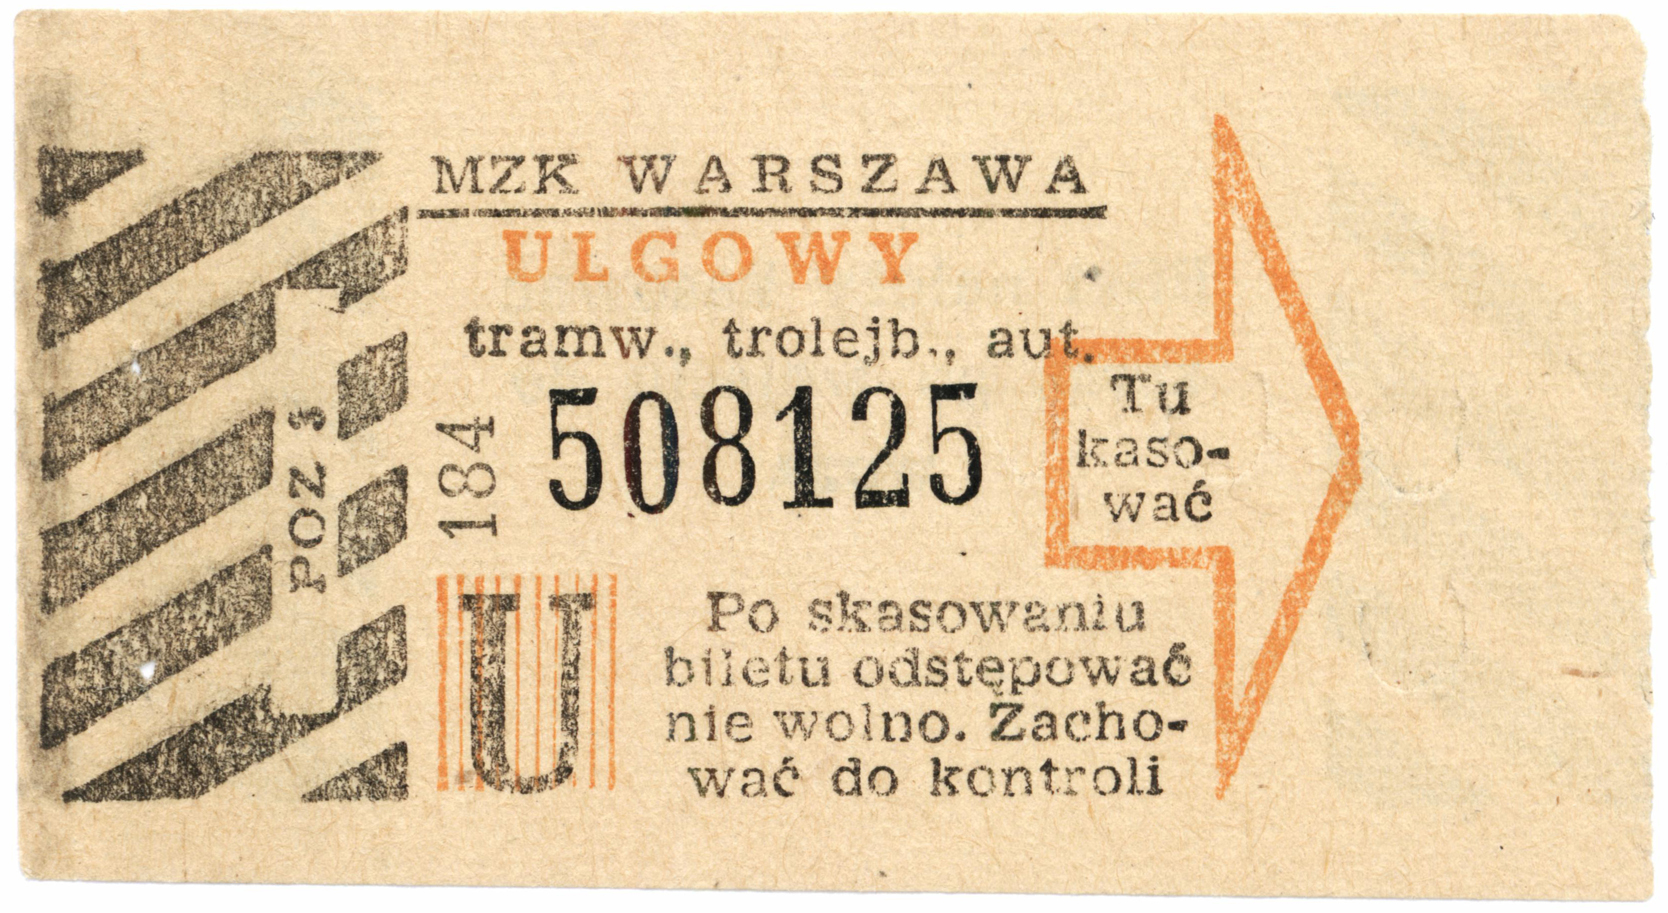 MZK WARSZAWA
ULGOWY
tramw., trolejb., aut.
POZ 3
184
508125
Tu
kaso-
wać
U
Po skasowaniu
biletu odstępować
nie wolno. Zacho-
wać do kontroli